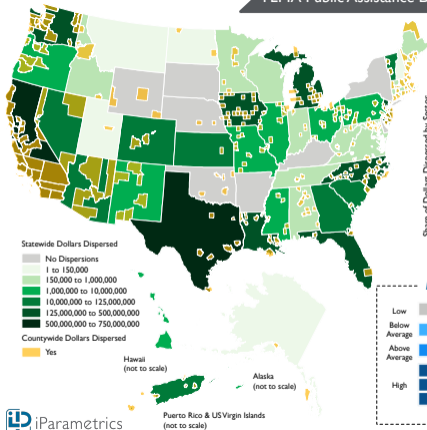 Statewide Dollars Dispersed
No Dispersions
1 to 150,000
150,000 to 1,000,000
1,000,000 to 10,000,000
10,000,000 to 125,000,000
125,000,000 to 500,000,000
500,000,000 to 750,000,000
Countywide Dollars Dispersed
Yes
Hawaii
(not to scale)
Alaska
(not to scale)
Puerto Rico & US Virgin Islands
(not to scale)
Low
Below
Average
Above
Average
High
iParametrics